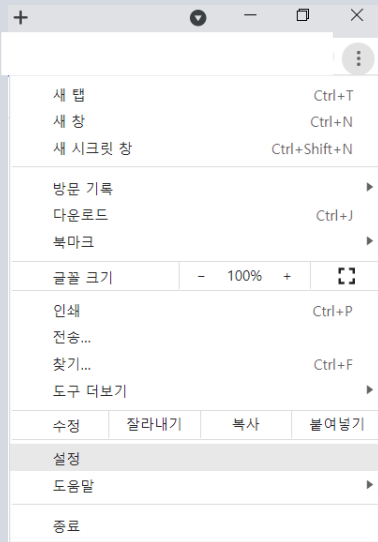 새 탭 Ctrl+T
새 창 Ctrl+N
새 시크릿 창 Ctrl+Shift+N
방문 기록
다운로드 Ctrl+J
북마크
글꼴 크기 - 100% +
인쇄 Ctrl+P
전송...
찾기... Ctrl+F
도구 더보기
수정 잘라내기 복사 붙여넣기
설정
도움말
종료